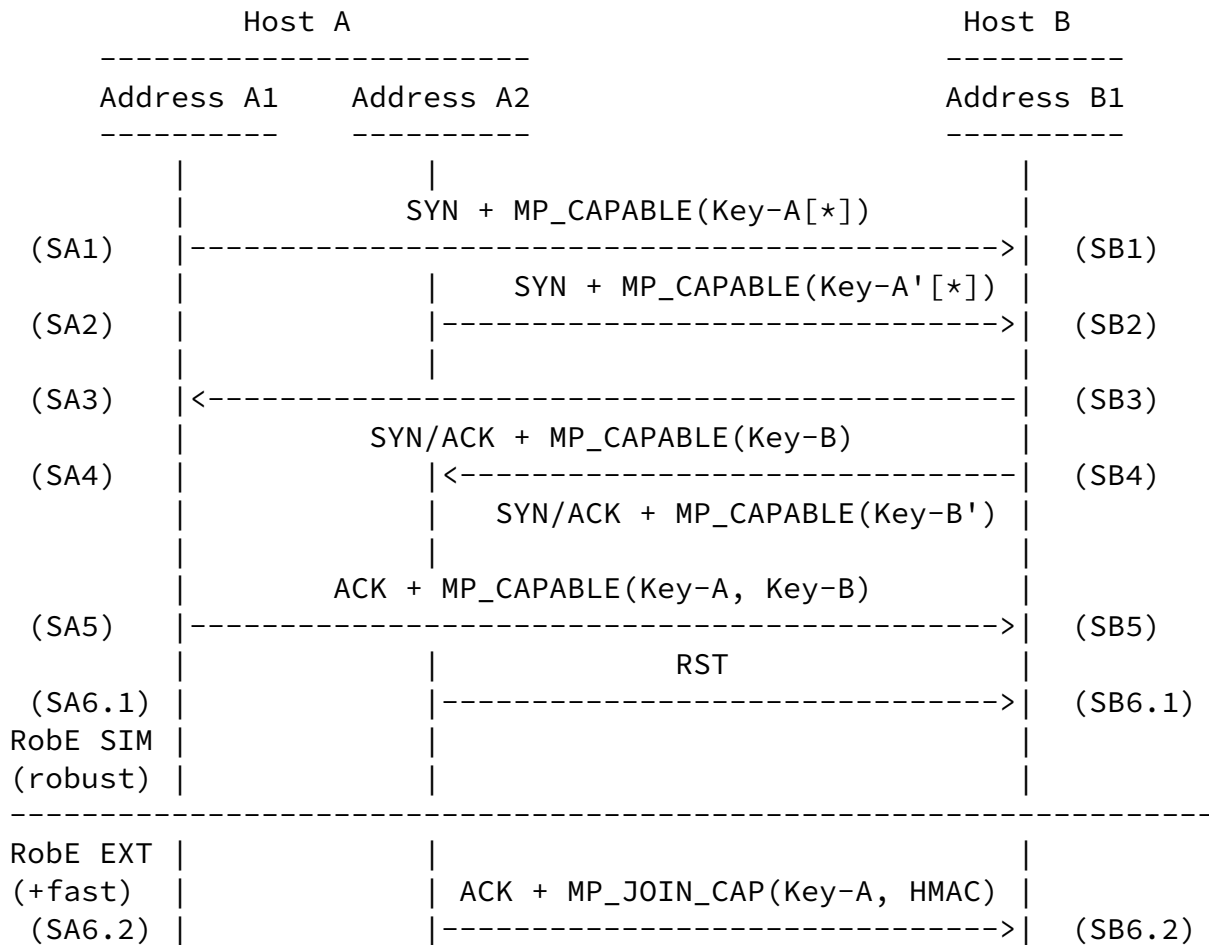 Host A Host B
Address A1 Address A2 Address B1
SYN + MP_CAPABLE(Key-A[*])
(SA1) (SB1)
SYN + MP_CAPABLE(Key-A'[*])
(SA2) (SB2)
(SA3) (SB3)
SYN/ACK + MP_CAPABLE(Key-B)
(SA4) (SB4)
SYN/ACK + MP_CAPABLE(Key-B')
ACK + MP_CAPABLE(Key-A, Key-B)
(SA5) (SB5)
RST
(SA6.1) (SB6.1)
RobE SIM
(robust)
RobE EXT
(+fast) ACK + MP_JOIN_CAP(Key-A, HMAC)
(SA6.2) (SB6.2)